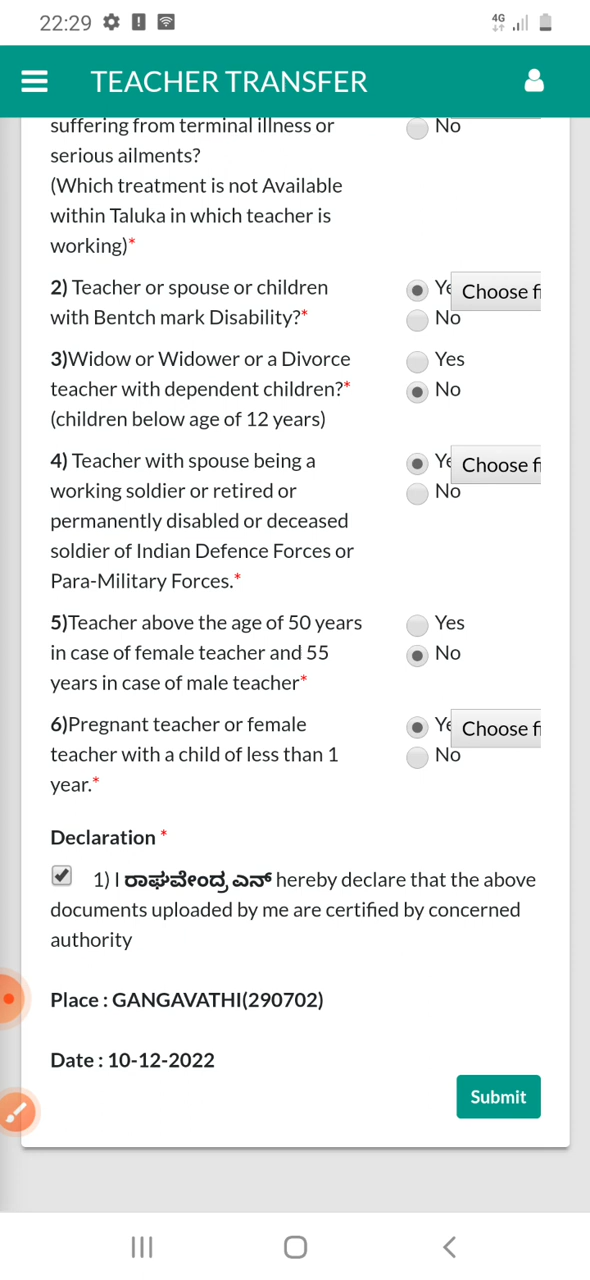 22:29
4G
TEACHER TRANSFER
suffering from terminal illness or
No
serious ailments?
(Which treatment is not Available
within Taluka in which teacher is
working)*
2) Teacher or spouse or children
Ye Choose fi
with Bentch mark Disability?*
No
3)Widow or Widower or a Divorce
Yes
teacher with dependent children?*
No
(children below age of 12 years)
4) Teacher with spouse being a
Ye Choose fi
working soldier or retired or
No
permanently disabled or deceased
soldier of Indian Defence Forces or
Para-Military Forces.*
5)Teacher above the age of 50 years
Yes
in case of female teacher and 55
No
years in case of male teacher*
6)Pregnant teacher or female
Ye Choose fi
teacher with a child of less than 1
No
year.*
Declaration *
1) I ರಾಘವೇಂದ್ರ ಎನ್ hereby declare that the above
documents uploaded by me are certified by concerned
authority
Place : GANGAVATHI(290702)
Date : 10-12-2022
Submit